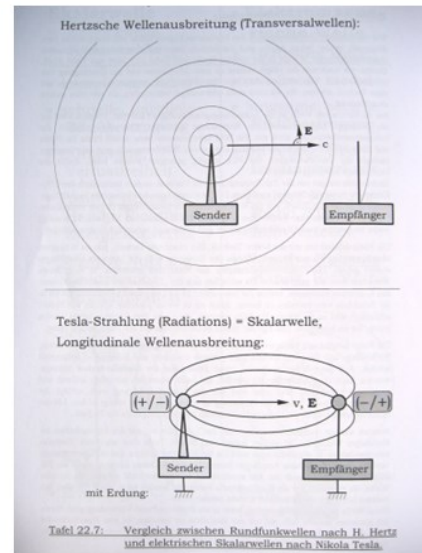 Hertzsche Wellenausbreitung (Transversalwellen):
E
c
Sender
Empfänger
Tesla-Strahlung (Radiations) = Skalarwelle,
Longitudinale Wellenausbreitung:
(+/−)
v, E
(−/+)
Sender
Empfänger
mit Erdung:
Tafel 22.7: Vergleich zwischen Rundfunkwellen nach H. Hertz
und elektrischen Skalarwellen nach Nikola Tesla.